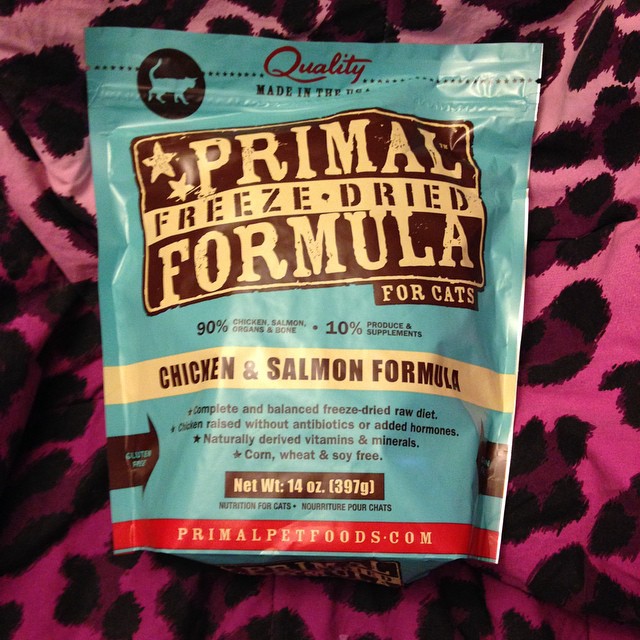 Quality
MADE IN THE USA
PRIMAL™
FREEZE • DRIED
FORMULA
FOR CATS
90% CHICKEN, SALMON, ORGANS & BONE • 10% PRODUCE & SUPPLEMENTS
CHICKEN & SALMON FORMULA
★Complete and balanced freeze-dried raw diet.
★ Chicken raised without antibiotics or added hormones.
★ Naturally derived vitamins & minerals.
★ Corn, wheat & soy free.
GLUTEN
FREE
Net Wt: 14 oz. (397g)
NUTRITION FOR CATS • NOURRITURE POUR CHATS
PRIMALPETFOODS.COM
PRIMAL